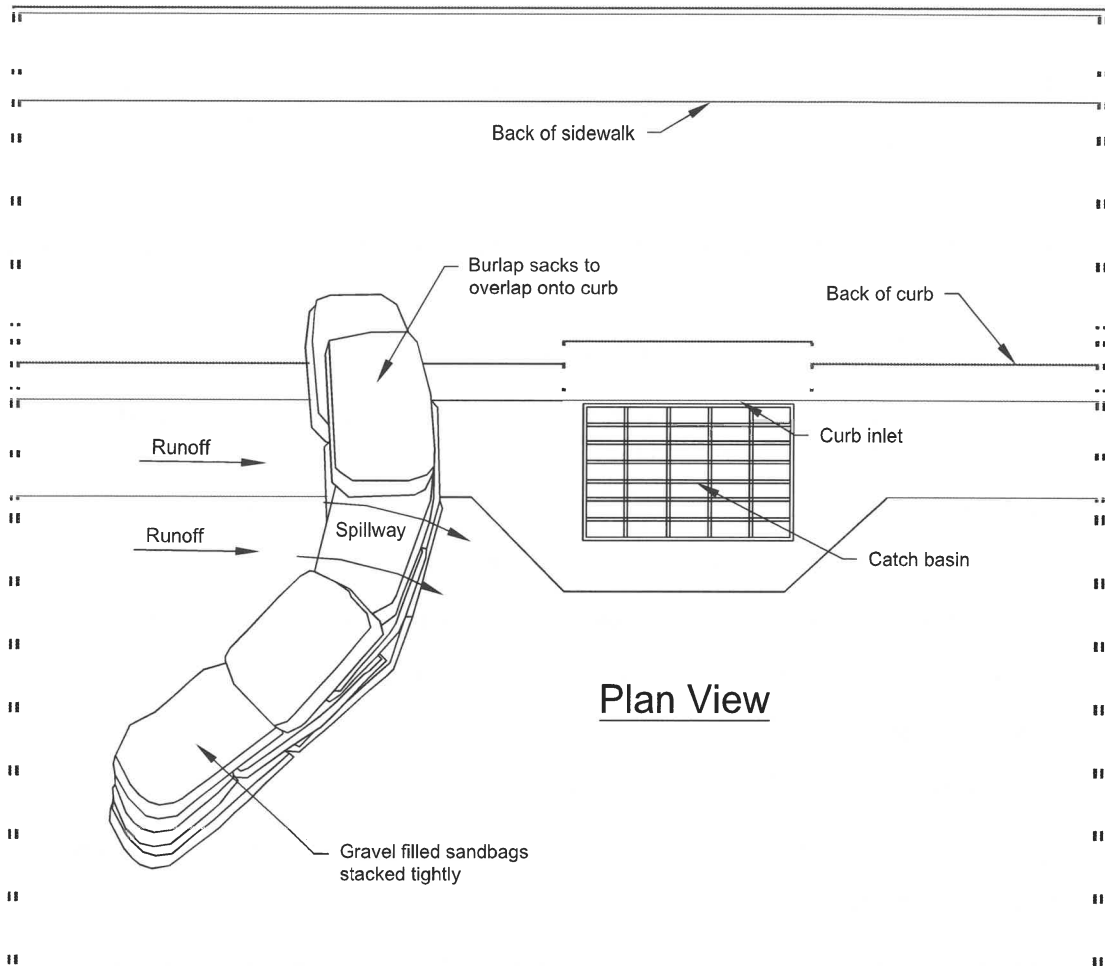 Back of sidewalk
Burlap sacks to
overlap onto curb
Back of curb
Curb inlet
Runoff
Runoff
Spillway
Catch basin
Plan View
Gravel filled sandbags
stacked tightly